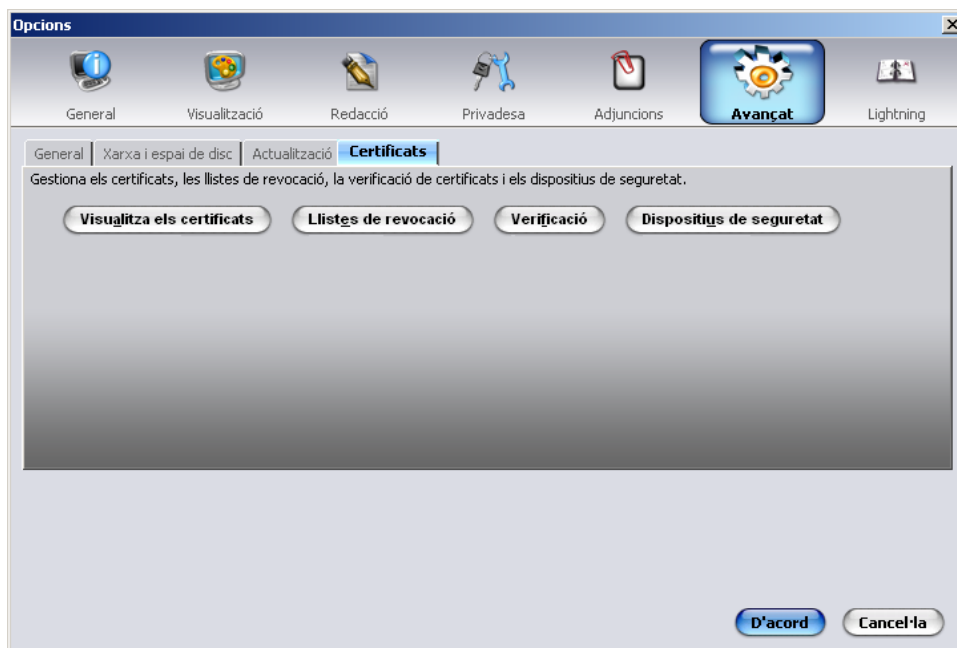 Opcions
General Visualització Redacció Privadesa Adjuncions Avançat Lightning
General Xarxa i espai de disc Actualització Certificats
Gestiona els certificats, les llistes de revocació, la verificació de certificats i els dispositius de seguretat.
Visualitza els certificats Llistes de revocació Verificació Dispositius de seguretat
D'acord Cancel·la